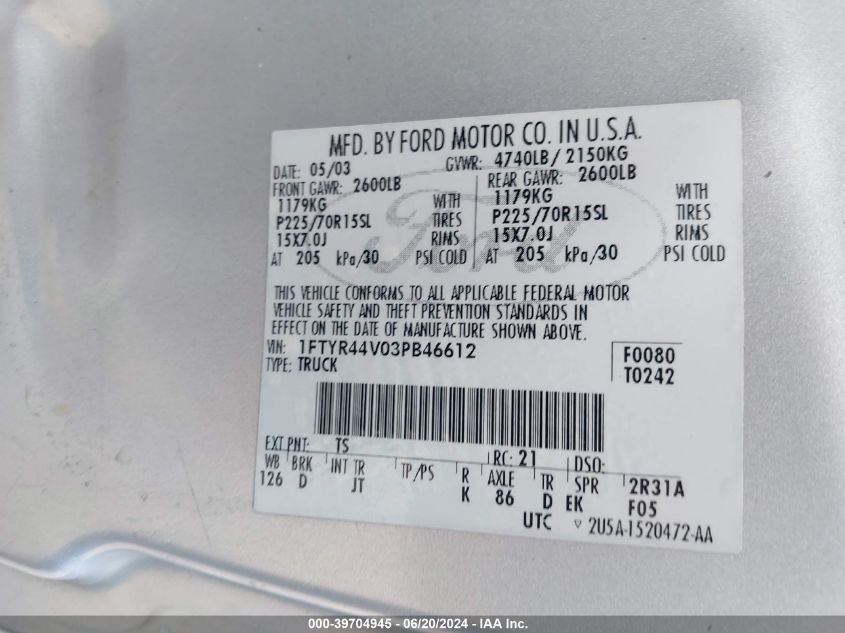 MFD. BY FORD MOTOR CO. IN U.S.A.
DATE: 05/03 GVWR: 4740LB/ 2150KG
FRONT GAWR: 2600LB REAR GAWR: 2600LB
1179KG WITH 1179KG WITH
P225/70R15SL TIRES P225/70R15SL TIRES
15X7.0J RIMS 15X7.0J RIMS
AT 205 kPa/30 PSI COLD AT 205 kPa/30 PSI COLD
Ford
THIS VEHICLE CONFORMS TO ALL APPLICABLE FEDERAL MOTOR
VEHICLE SAFETY AND THEFT PREVENTION STANDARDS IN
EFFECT ON THE DATE OF MANUFACTURE SHOWN ABOVE.
VIN: 1FTYR44V03PB46612 F0080
TYPE: TRUCK T0242
EXT PNT: TS RC: 21 DSO:
WB BRK INT TR TP/PS R AXLE TR SPR 2R31A
126 D JT K 86 D EK F05
UTC ▽ 2U5A-1520472-AA
000-39704945 - 06/20/2024 - IAA Inc.